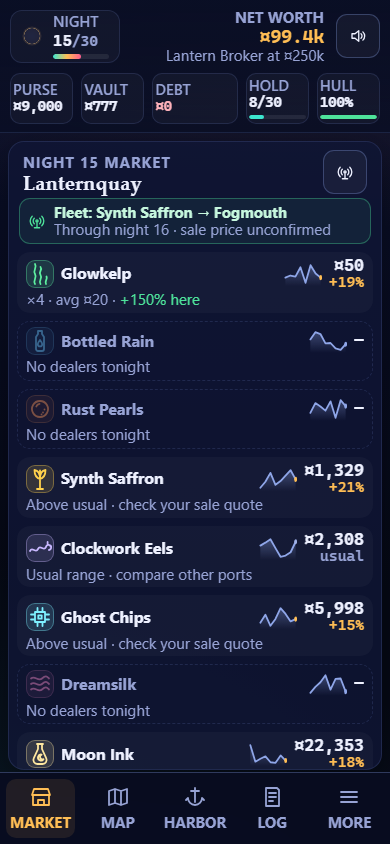 NIGHT
15/30
NET WORTH
¤99.4k
Lantern Broker at ¤250k
PURSE
¤9,000
VAULT
¤777
DEBT
¤0
HOLD
8/30
HULL
100%
NIGHT 15 MARKET
Lanternquay
Fleet: Synth Saffron → Fogmouth
Through night 16 · sale price unconfirmed
Glowkelp
¤50
+19%
×4 · avg ¤20 · +150% here
Bottled Rain
—
No dealers tonight
Rust Pearls
—
No dealers tonight
Synth Saffron
¤1,329
+21%
Above usual · check your sale quote
Clockwork Eels
¤2,308
usual
Usual range · compare other ports
Ghost Chips
¤5,998
+15%
Above usual · check your sale quote
Dreamsilk
—
No dealers tonight
Moon Ink
¤22,353
+18%
MARKET
MAP
HARBOR
LOG
MORE